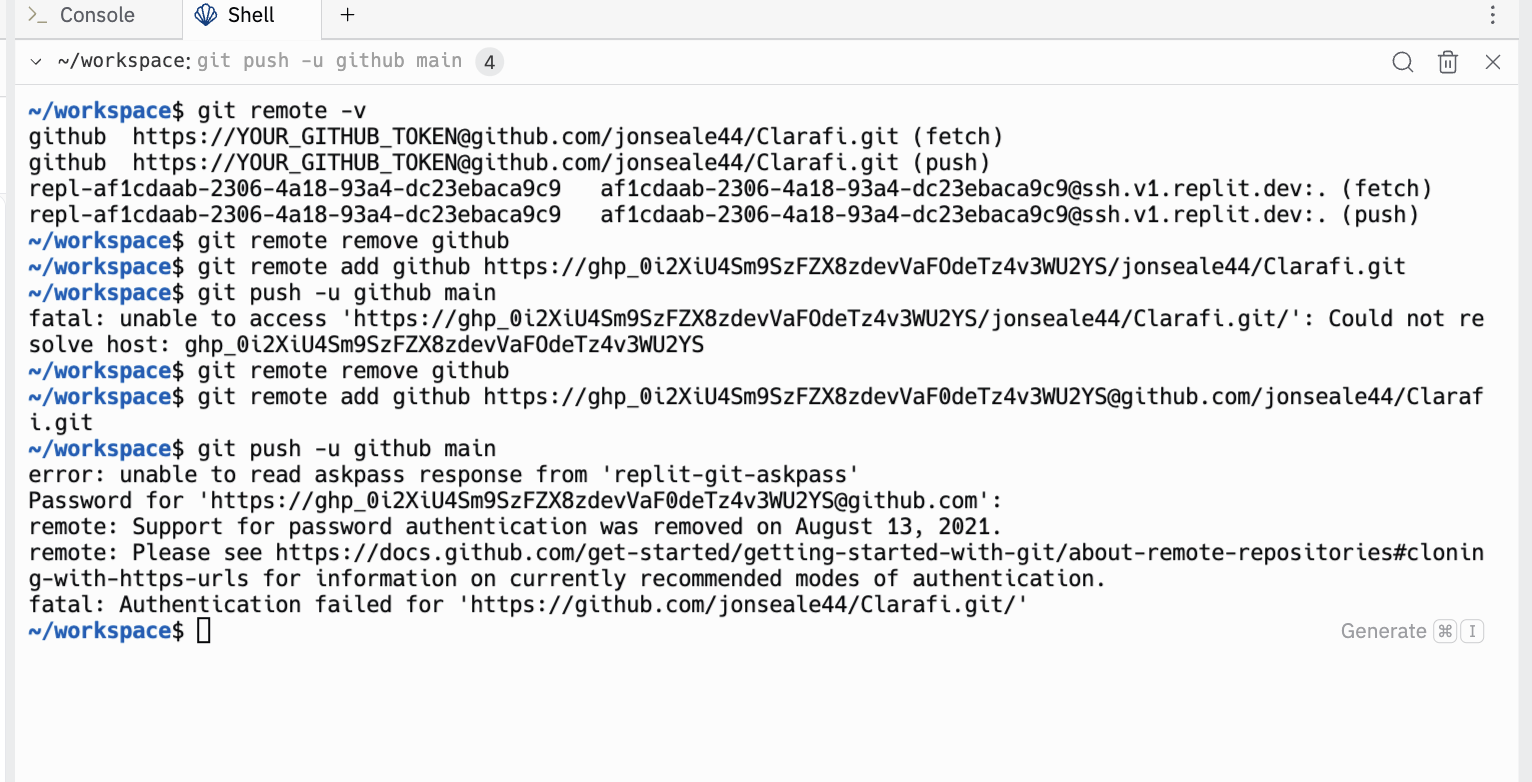 Console
Shell
+
~/workspace: git push -u github main 4
~/workspace$ git remote -v
github  https://YOUR_GITHUB_TOKEN@github.com/jonseale44/Clarafi.git (fetch)
github  https://YOUR_GITHUB_TOKEN@github.com/jonseale44/Clarafi.git (push)
repl-af1cdaab-2306-4a18-93a4-dc23ebaca9c9   af1cdaab-2306-4a18-93a4-dc23ebaca9c9@ssh.v1.replit.dev:. (fetch)
repl-af1cdaab-2306-4a18-93a4-dc23ebaca9c9   af1cdaab-2306-4a18-93a4-dc23ebaca9c9@ssh.v1.replit.dev:. (push)
~/workspace$ git remote remove github
~/workspace$ git remote add github https://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/jonseale44/Clarafi.git
~/workspace$ git push -u github main
fatal: unable to access 'https://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/jonseale44/Clarafi.git/': Could not re
solve host: 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
~/workspace$ git remote remove github
~/workspace$ git remote add github https://ghp_0i2XiU4Sm9SzFZX8zdevVaF0deTz4v3WU2YS@github.com/jonseale44/Claraf
i.git
~/workspace$ git push -u github main
error: unable to read askpass response from 'replit-git-askpass'
Password for 'https://ghp_0i2XiU4Sm9SzFZX8zdevVaF0deTz4v3WU2YS@github.com':
remote: Support for password authentication was removed on August 13, 2021.
remote: Please see https://docs.github.com/get-started/getting-started-with-git/about-remote-repositories#clonin
g-with-https-urls for information on currently recommended modes of authentication.
fatal: Authentication failed for 'https://github.com/jonseale44/Clarafi.git/'
~/workspace$
Generate ⌘ I